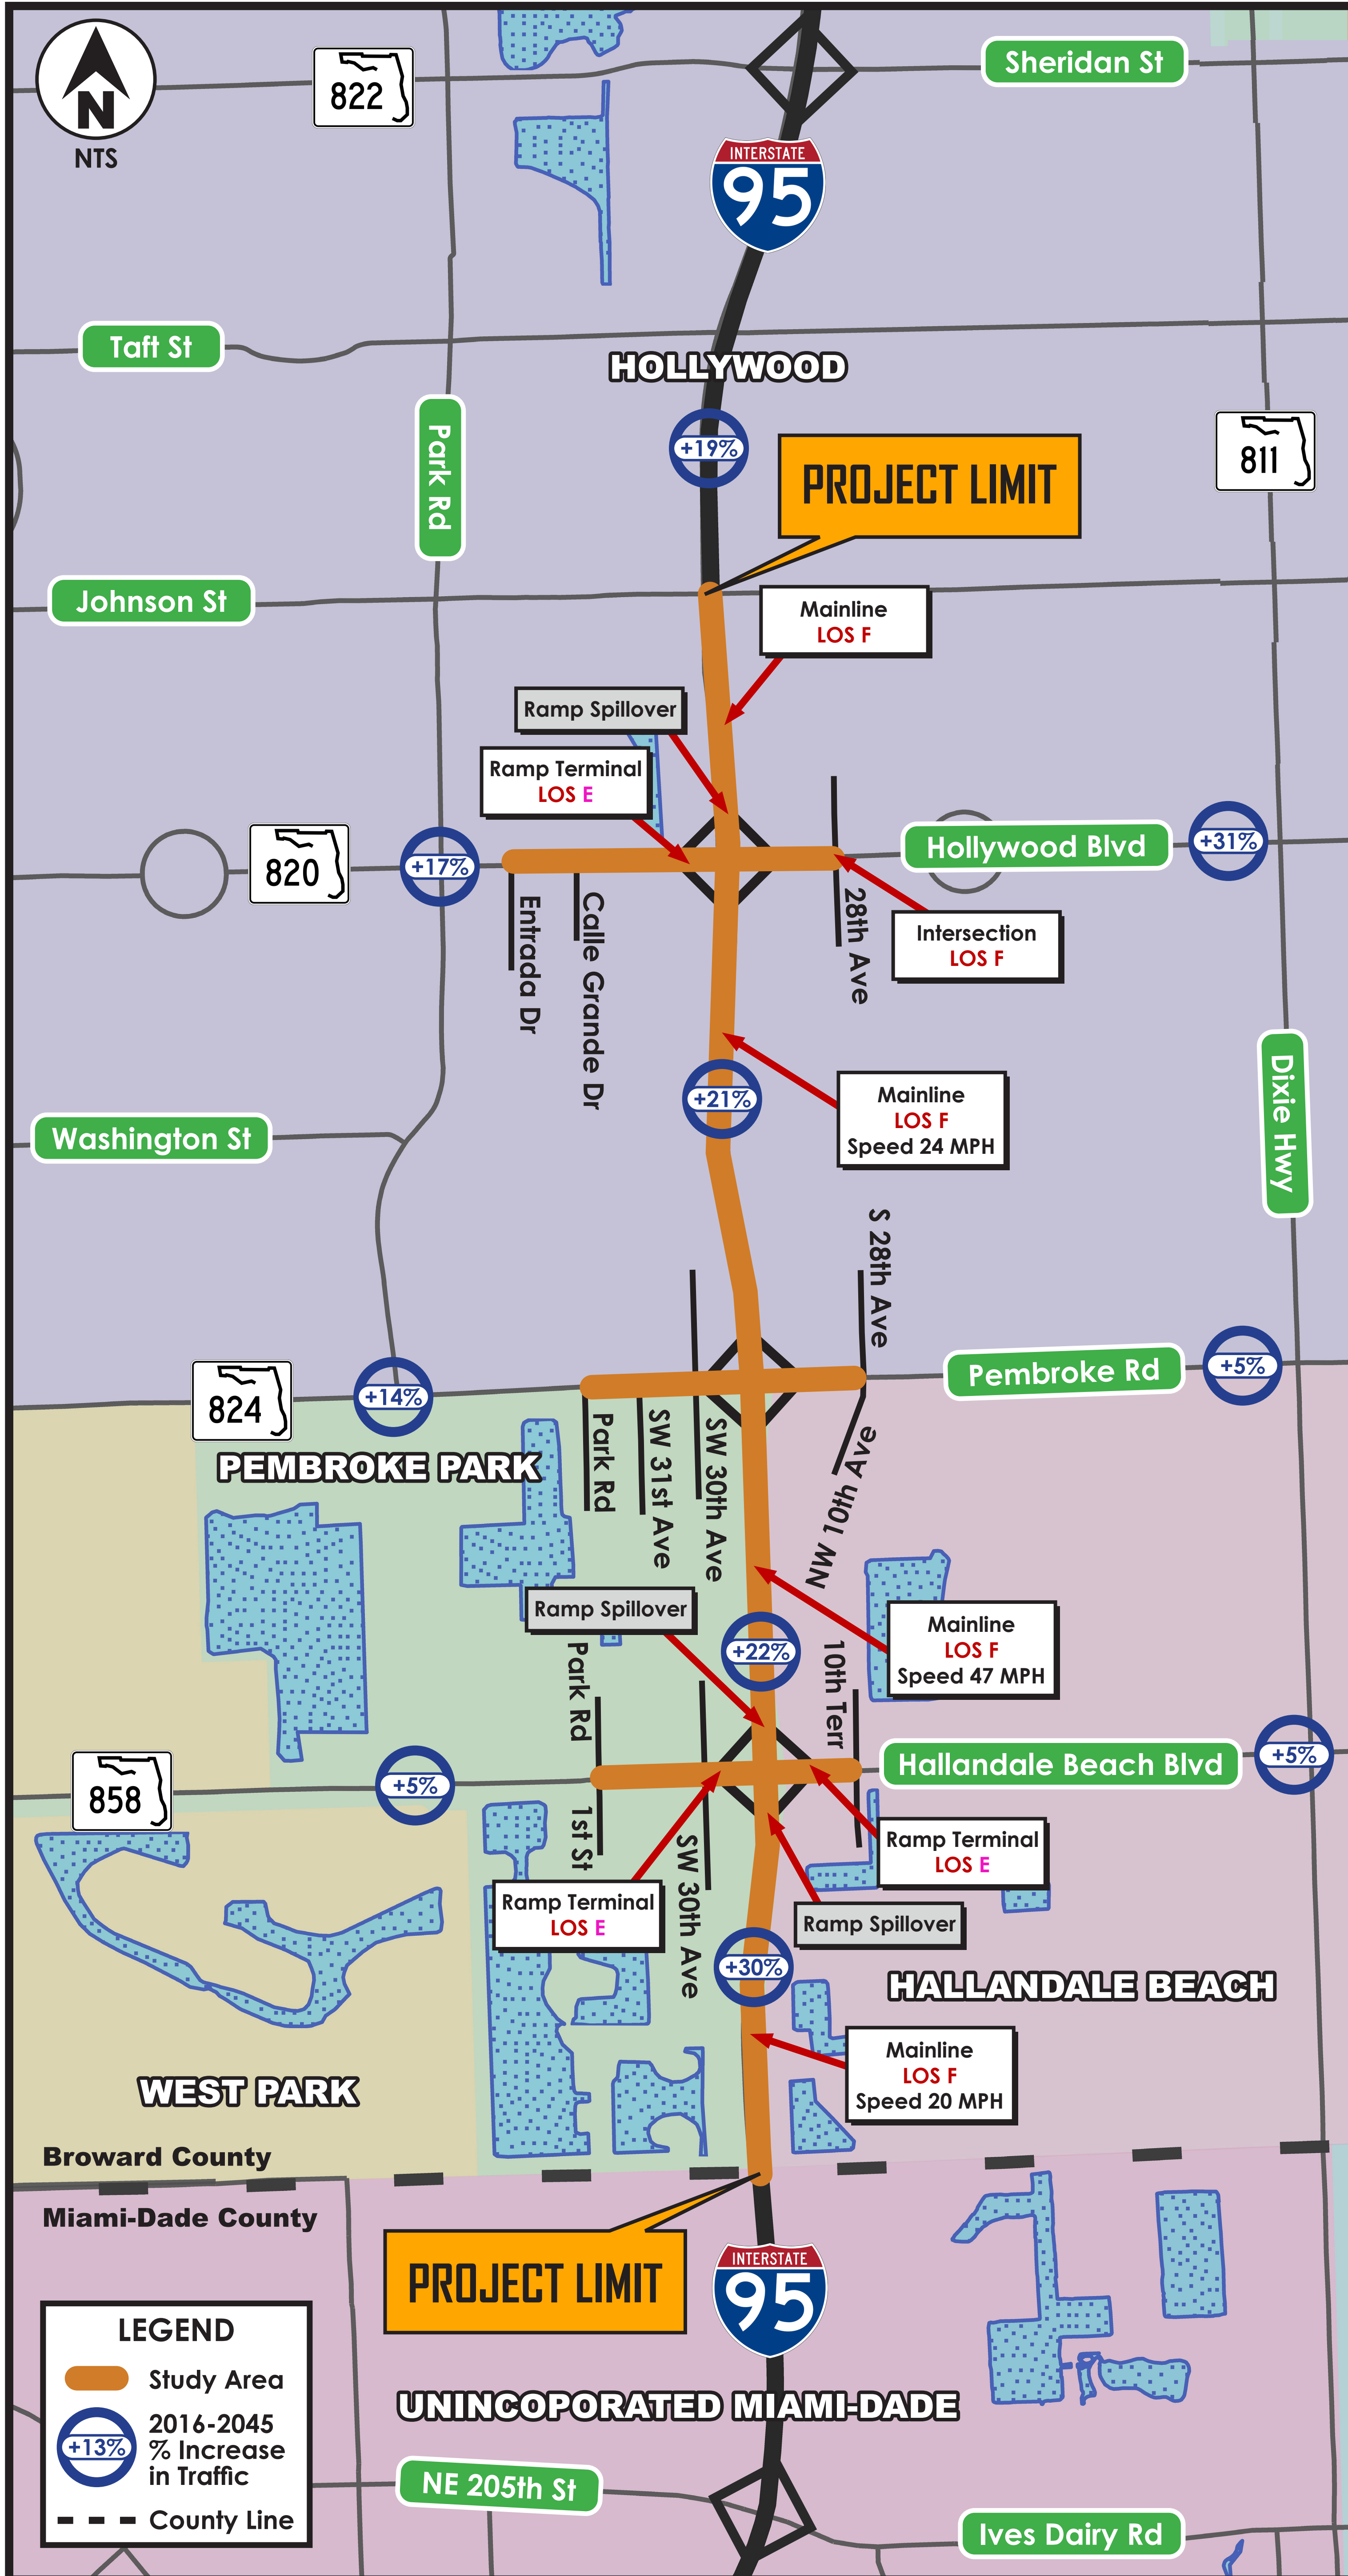 Sheridan St
822
N
NTS
INTERSTATE
95
Taft St
HOLLYWOOD
Park Rd
+19%
PROJECT LIMIT
811
Johnson St
Mainline
LOS F
Ramp Spillover
Ramp Terminal
LOS E
820
+17%
Hollywood Blvd
+31%
Entrada Dr
Calle Grande Dr
28th Ave
Intersection
LOS F
+21%
Mainline
LOS F
Speed 24 MPH
Dixie Hwy
Washington St
S 28th Ave
824
+14%
Pembroke Rd
+5%
PEMBROKE PARK
Park Rd
SW 31st Ave
SW 30th Ave
NW 10th Ave
Ramp Spillover
Mainline
LOS F
Speed 47 MPH
+22%
Park Rd
10th Terr
858
+5%
Hallandale Beach Blvd
+5%
1st St
SW 30th Ave
Ramp Terminal
LOS E
Ramp Terminal
LOS E
Ramp Spillover
+30%
HALLANDALE BEACH
Mainline
LOS F
Speed 20 MPH
WEST PARK
Broward County
Miami-Dade County
PROJECT LIMIT
INTERSTATE
95
LEGEND
Study Area
+13%
2016-2045
% Increase
in Traffic
County Line
UNINCOPORATED MIAMI-DADE
NE 205th St
Ives Dairy Rd